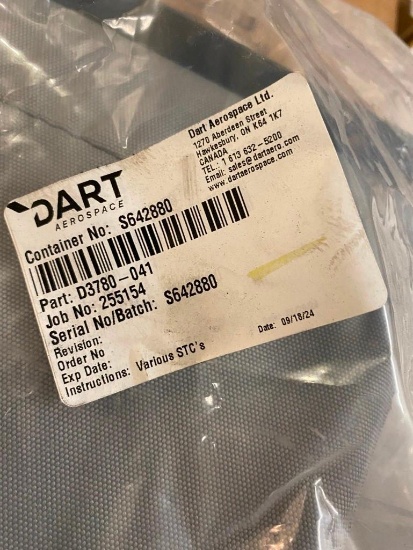 DART
AEROSPACE
Dart Aerospace Ltd.
1270 Aberdeen Street
Hawkesbury, ON K64 1K7
CANADA
TEL.: 1 613 632-5200
Email: sales@dartaero.com
www.dartaerospace.com
Container No: S642880
Part: D3780-041
Job No: 255154
Serial No/Batch: S642880
Revision:
Order No
Exp Date:
Instructions: Various STC's
Date: 09/18/24